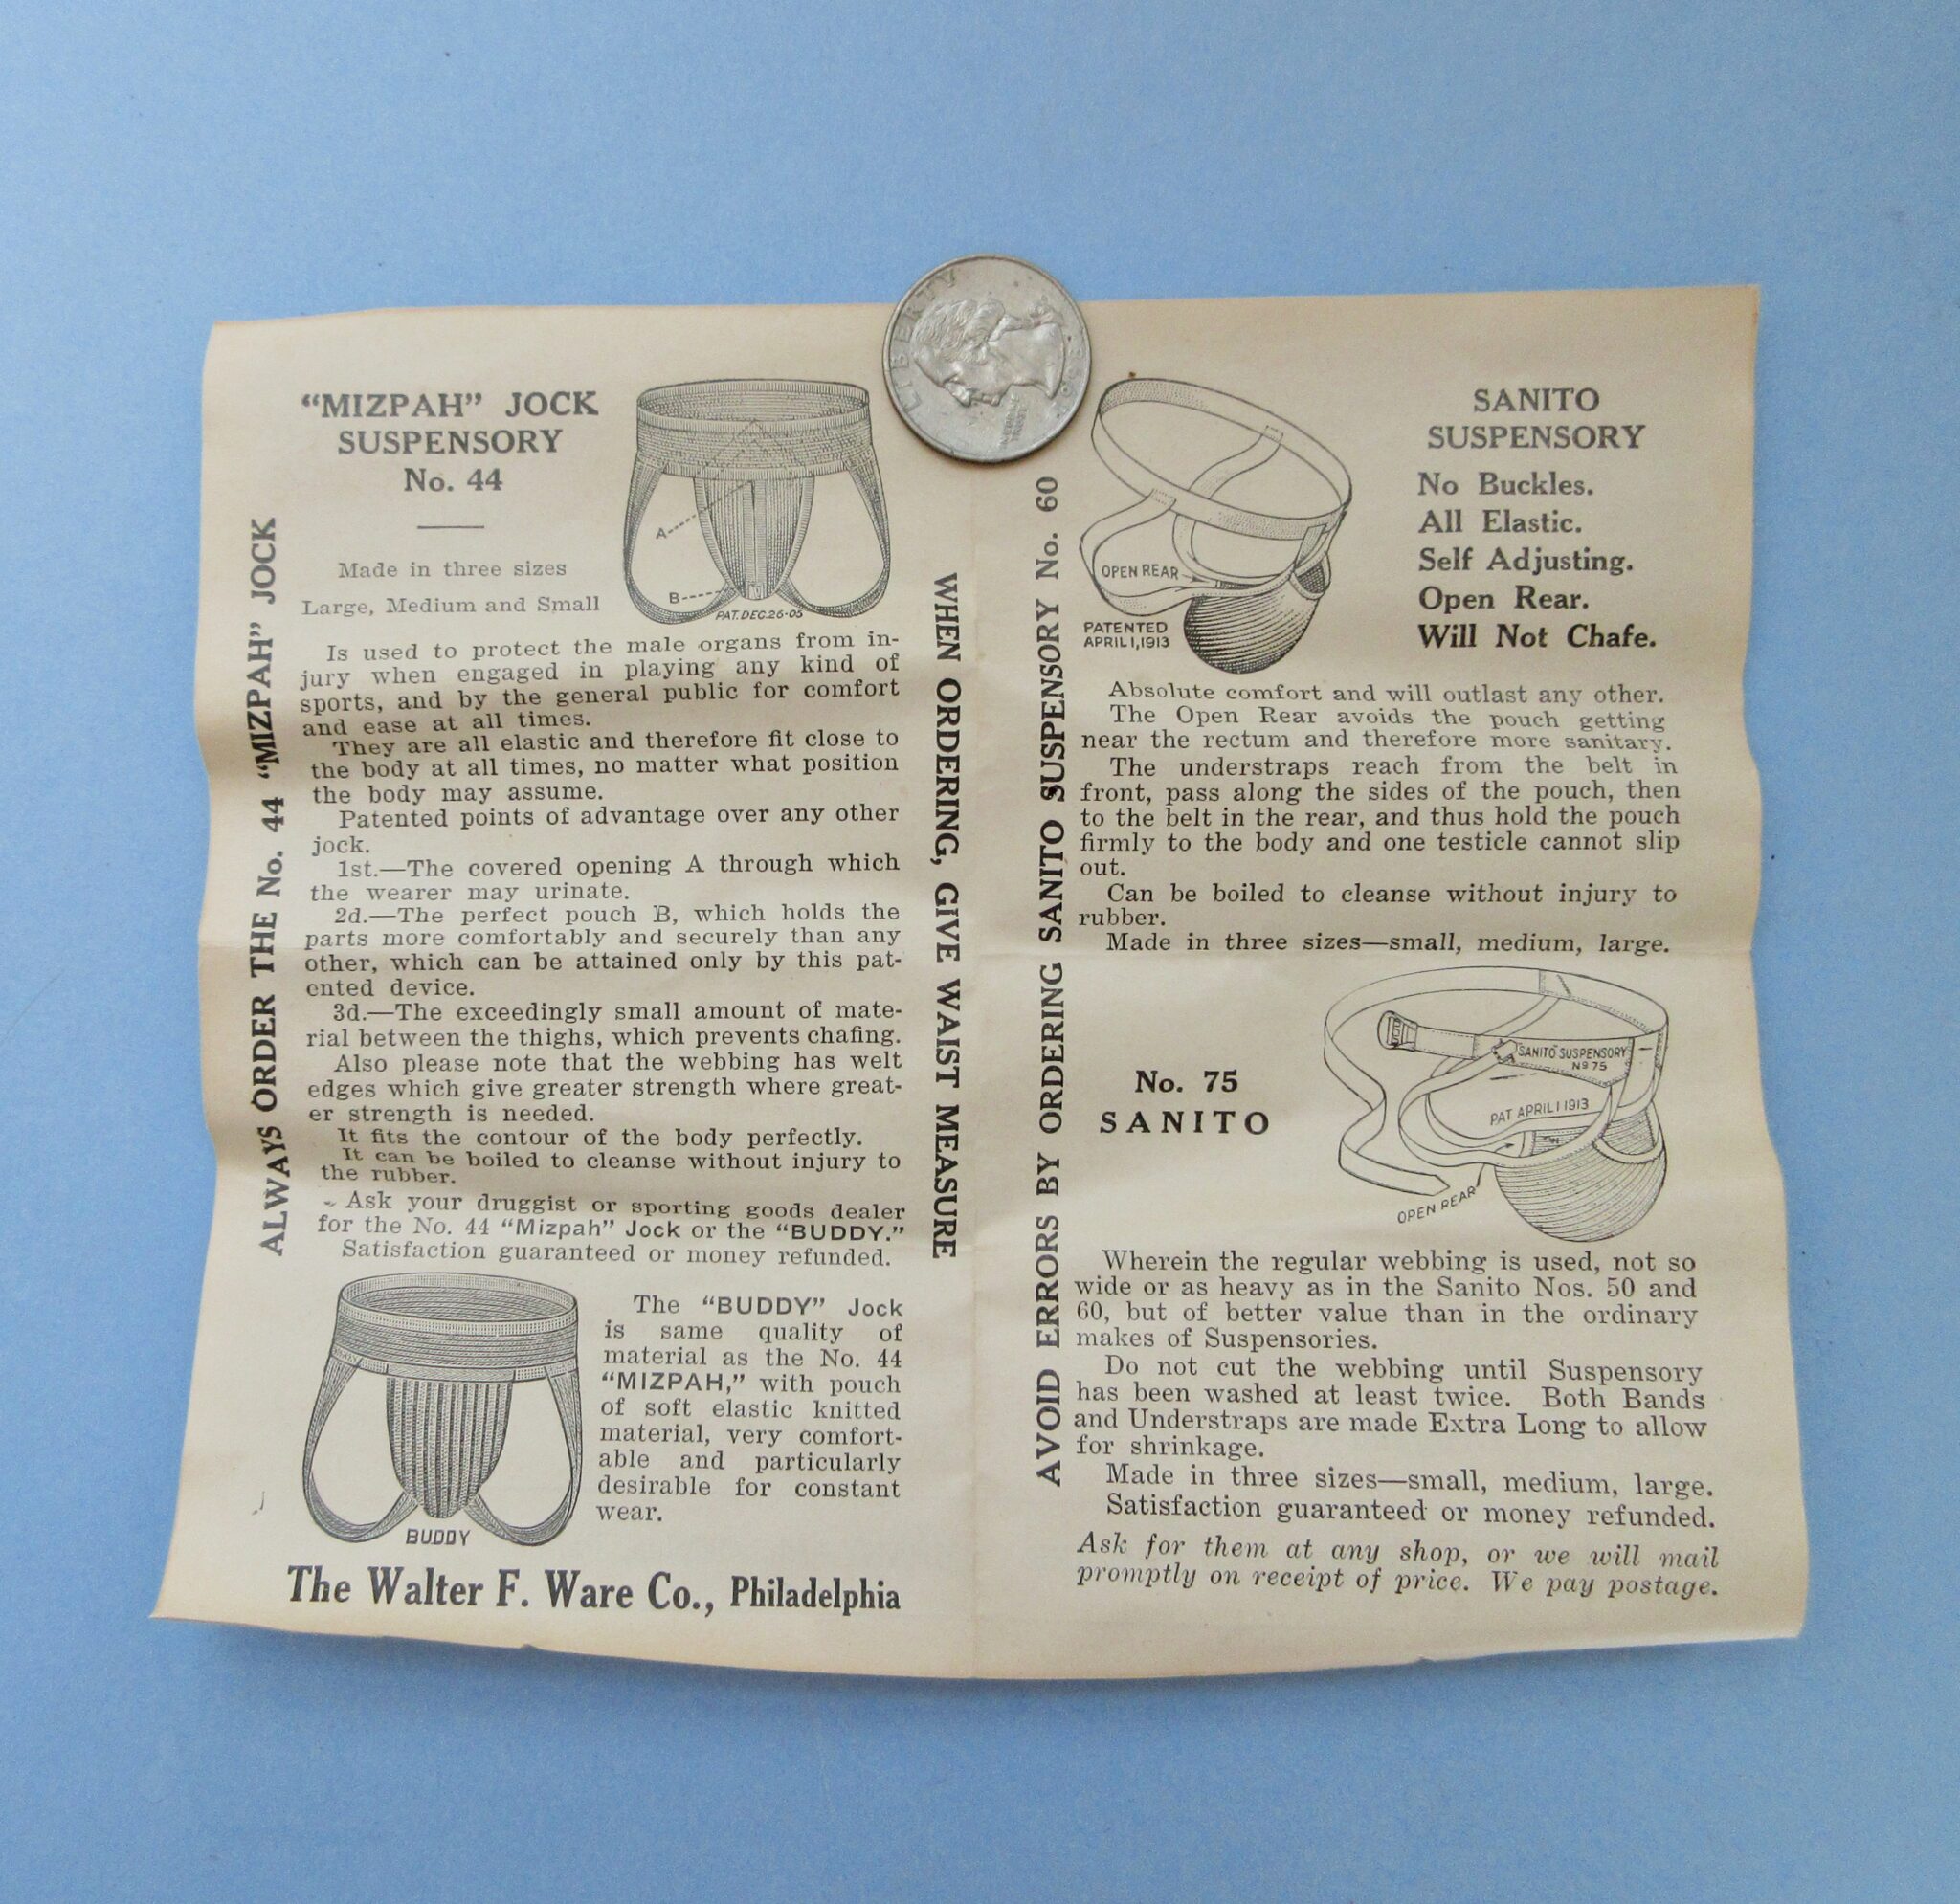 "MIZPAH" JOCK
SUSPENSORY
No. 44
Made in three sizes
Large, Medium and Small
A
B
PAT. DEC. 26-05
Is used to protect the male organs from in-
jury when engaged in playing any kind of
sports, and by the general public for comfort
and ease at all times.
They are all elastic and therefore fit close to
the body at all times, no matter what position
the body may assume.
Patented points of advantage over any other
jock.
1st.—The covered opening A through which
the wearer may urinate.
2d.—The perfect pouch B, which holds the
parts more comfortably and securely than any
other, which can be attained only by this pat-
ented device.
3d.—The exceedingly small amount of mate-
rial between the thighs, which prevents chafing.
Also please note that the webbing has welt
edges which give greater strength where great-
er strength is needed.
It fits the contour of the body perfectly.
It can be boiled to cleanse without injury to
the rubber.
Ask your druggist or sporting goods dealer
for the No. 44 "Mizpah" Jock or the "BUDDY."
Satisfaction guaranteed or money refunded.
BUDDY
The "BUDDY" Jock
is same quality of
material as the No. 44
"MIZPAH," with pouch
of soft elastic knitted
material, very comfort-
able and particularly
desirable for constant
wear.
The Walter F. Ware Co., Philadelphia
ALWAYS ORDER THE No. 44 "MIZPAH" JOCK
WHEN ORDERING, GIVE WAIST MEASURE
LIBERTY
AVOID ERRORS BY ORDERING SANITO SUSPENSORY No. 60
OPEN REAR
PATENTED
APRIL 1, 1913
SANITO
SUSPENSORY
No Buckles.
All Elastic.
Self Adjusting.
Open Rear.
Will Not Chafe.
Absolute comfort and will outlast any other.
The Open Rear avoids the pouch getting
near the rectum and therefore more sanitary.
The understraps reach from the belt in
front, pass along the sides of the pouch, then
to the belt in the rear, and thus hold the pouch
firmly to the body and one testicle cannot slip
out.
Can be boiled to cleanse without injury to
rubber.
Made in three sizes—small, medium, large.
No. 75
SANITO
SANITO SUSPENSORY
No 75
PAT APRIL 1 1913
OPEN REAR
Wherein the regular webbing is used, not so
wide or as heavy as in the Sanito Nos. 50 and
60, but of better value than in the ordinary
makes of Suspensories.
Do not cut the webbing until Suspensory
has been washed at least twice. Both Bands
and Understraps are made Extra Long to allow
for shrinkage.
Made in three sizes—small, medium, large.
Satisfaction guaranteed or money refunded.
Ask for them at any shop, or we will mail
promptly on receipt of price. We pay postage.